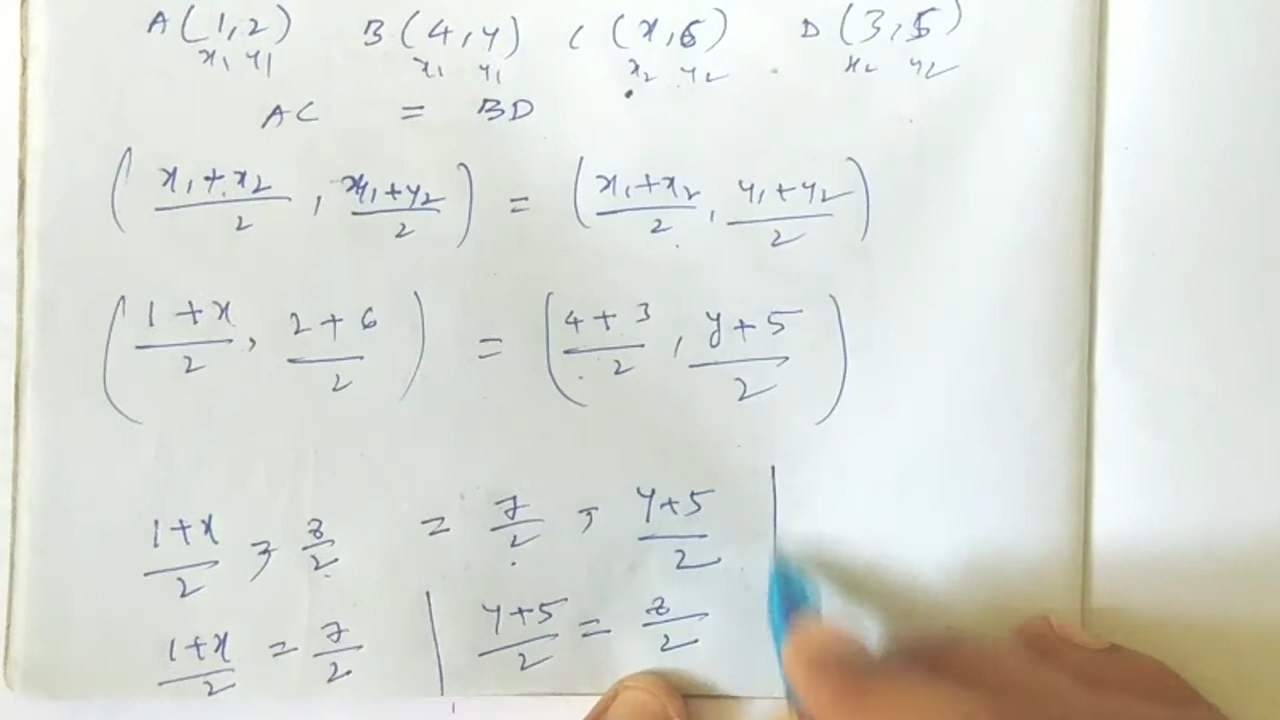 A(1,2) B(4,y) C(x,6) D(3,5)
x₁ y₁ x₁ y₁ x₂ y₂ x₂ y₂
AC = BD
(x₁+x₂/2, y₁+y₂/2) = (x₁+x₂/2, y₁+y₂/2)
(1+x/2, 2+6/2) = (4+3/2, y+5/2)
1+x/2, 8/2 = 7/2, y+5/2
1+x/2 = 7/2 | y+5/2 = 8/2